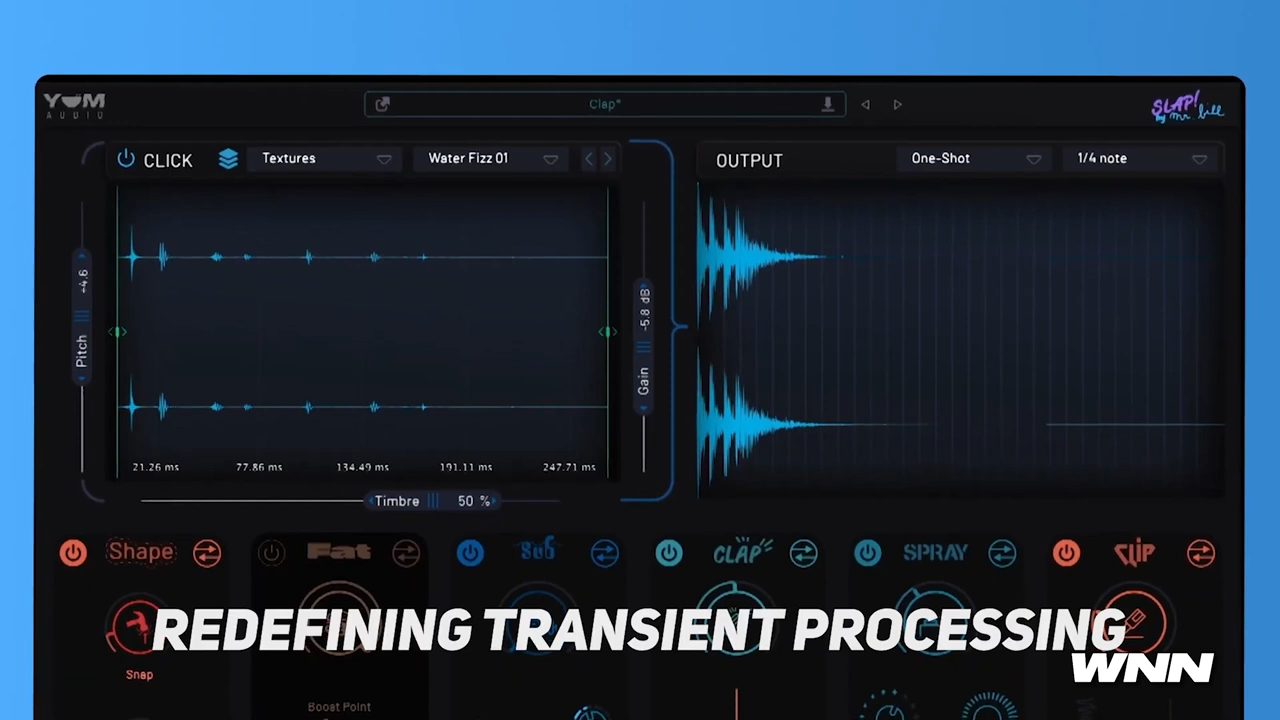 YUM
AUDIO
Clap*
SLAP!
by mr. bill
CLICK
Textures
Water Fizz 01
OUTPUT
One-Shot
1/4 note
+4.6
Pitch
-5.8 dB
Gain
21.26 ms
77.86 ms
134.49 ms
191.11 ms
247.71 ms
Timbre
50 %
Shape
Fat
Sub
CLAP
SPRAY
CLIP
REDEFINING TRANSIENT PROCESSING
WNN
Snap
Boost Point